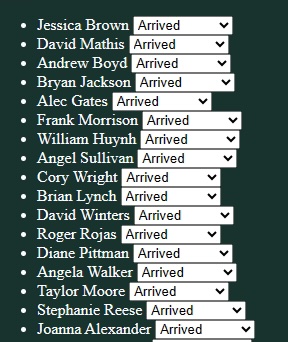 Jessica Brown Arrived
David Mathis Arrived
Andrew Boyd Arrived
Bryan Jackson Arrived
Alec Gates Arrived
Frank Morrison Arrived
William Huynh Arrived
Angel Sullivan Arrived
Cory Wright Arrived
Brian Lynch Arrived
David Winters Arrived
Roger Rojas Arrived
Diane Pittman Arrived
Angela Walker Arrived
Taylor Moore Arrived
Stephanie Reese Arrived
Joanna Alexander Arrived